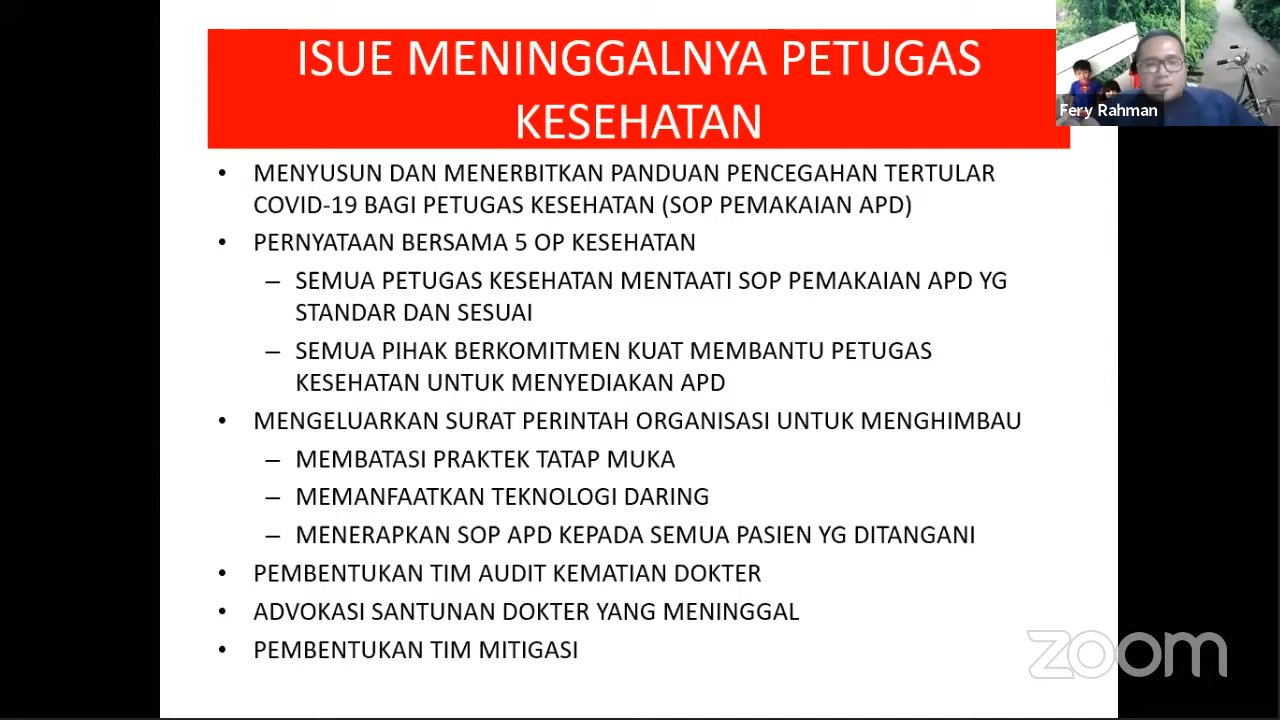 ISUE MENINGGALNYA PETUGAS
KESEHATAN
Fery Rahman
• MENYUSUN DAN MENERBITKAN PANDUAN PENCEGAHAN TERTULAR
COVID-19 BAGI PETUGAS KESEHATAN (SOP PEMAKAIAN APD)
• PERNYATAAN BERSAMA 5 OP KESEHATAN
– SEMUA PETUGAS KESEHATAN MENTAATI SOP PEMAKAIAN APD YG
STANDAR DAN SESUAI
– SEMUA PIHAK BERKOMITMEN KUAT MEMBANTU PETUGAS
KESEHATAN UNTUK MENYEDIAKAN APD
• MENGELUARKAN SURAT PERINTAH ORGANISASI UNTUK MENGHIMBAU
– MEMBATASI PRAKTEK TATAP MUKA
– MEMANFAATKAN TEKNOLOGI DARING
– MENERAPKAN SOP APD KEPADA SEMUA PASIEN YG DITANGANI
• PEMBENTUKAN TIM AUDIT KEMATIAN DOKTER
• ADVOKASI SANTUNAN DOKTER YANG MENINGGAL
• PEMBENTUKAN TIM MITIGASI
zoom